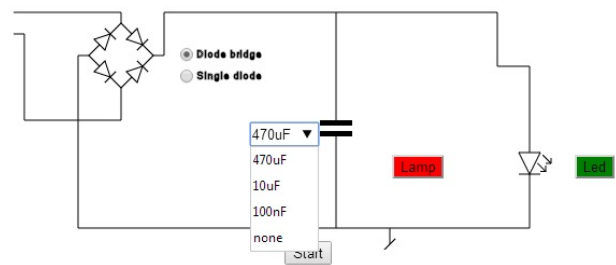 Diode bridge
Single diode
470uF
470uF
10uF
100nF
none
Lamp
Led
Start